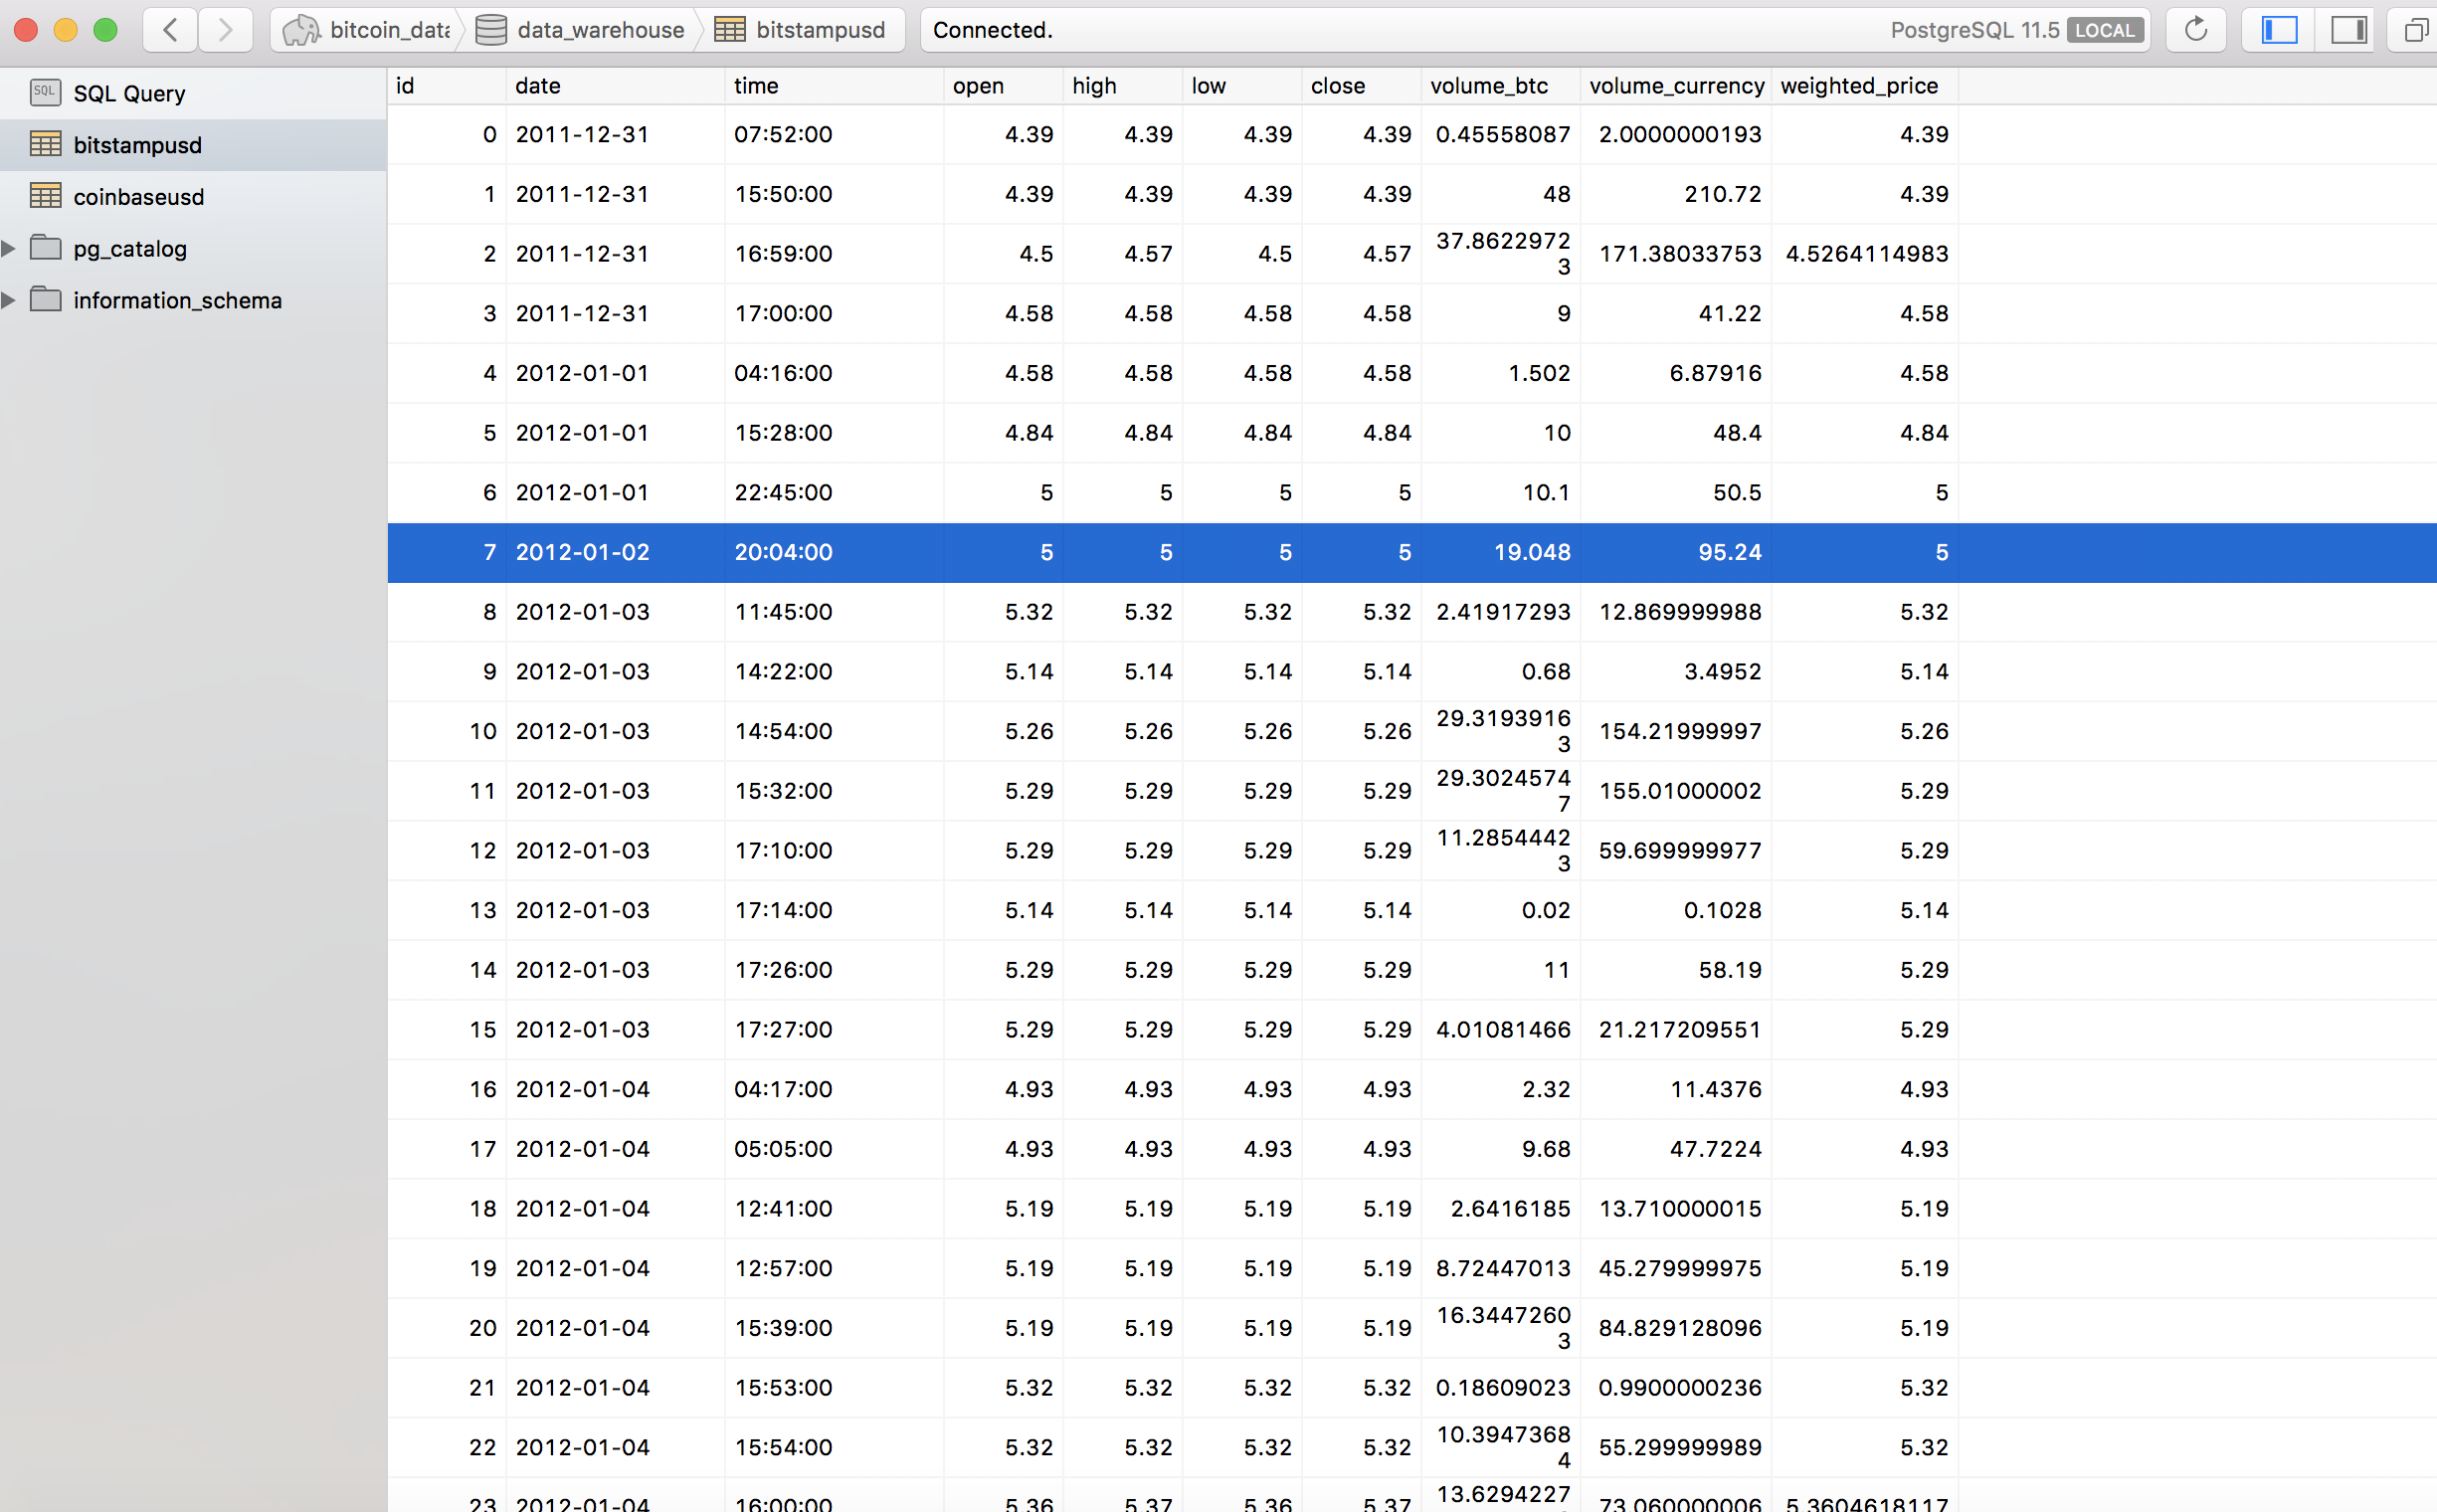 bitcoin_data data_warehouse bitstampusd Connected. PostgreSQL 11.5 LOCAL
SQL SQL Query
bitstampusd
coinbaseusd
pg_catalog
information_schema
id date time open high low close volume_btc volume_currency weighted_price
0 2011-12-31 07:52:00 4.39 4.39 4.39 4.39 0.45558087 2.0000000193 4.39
1 2011-12-31 15:50:00 4.39 4.39 4.39 4.39 48 210.72 4.39
2 2011-12-31 16:59:00 4.5 4.57 4.5 4.57 37.86229723 171.38033753 4.5264114983
3 2011-12-31 17:00:00 4.58 4.58 4.58 4.58 9 41.22 4.58
4 2012-01-01 04:16:00 4.58 4.58 4.58 4.58 1.502 6.87916 4.58
5 2012-01-01 15:28:00 4.84 4.84 4.84 4.84 10 48.4 4.84
6 2012-01-01 22:45:00 5 5 5 5 10.1 50.5 5
7 2012-01-02 20:04:00 5 5 5 5 19.048 95.24 5
8 2012-01-03 11:45:00 5.32 5.32 5.32 5.32 2.41917293 12.869999988 5.32
9 2012-01-03 14:22:00 5.14 5.14 5.14 5.14 0.68 3.4952 5.14
10 2012-01-03 14:54:00 5.26 5.26 5.26 5.26 29.31939163 154.21999997 5.26
11 2012-01-03 15:32:00 5.29 5.29 5.29 5.29 29.30245747 155.01000002 5.29
12 2012-01-03 17:10:00 5.29 5.29 5.29 5.29 11.28544423 59.699999977 5.29
13 2012-01-03 17:14:00 5.14 5.14 5.14 5.14 0.02 0.1028 5.14
14 2012-01-03 17:26:00 5.29 5.29 5.29 5.29 11 58.19 5.29
15 2012-01-03 17:27:00 5.29 5.29 5.29 5.29 4.01081466 21.217209551 5.29
16 2012-01-04 04:17:00 4.93 4.93 4.93 4.93 2.32 11.4376 4.93
17 2012-01-04 05:05:00 4.93 4.93 4.93 4.93 9.68 47.7224 4.93
18 2012-01-04 12:41:00 5.19 5.19 5.19 5.19 2.6416185 13.710000015 5.19
19 2012-01-04 12:57:00 5.19 5.19 5.19 5.19 8.72447013 45.279999975 5.19
20 2012-01-04 15:39:00 5.19 5.19 5.19 5.19 16.34472603 84.829128096 5.19
21 2012-01-04 15:53:00 5.32 5.32 5.32 5.32 0.18609023 0.9900000236 5.32
22 2012-01-04 15:54:00 5.32 5.32 5.32 5.32 10.39473684 55.299999989 5.32
23 2012-01-04 16:00:00 5.36 5.37 5.36 5.37 13.6294227 73.060000006 5.3604618117